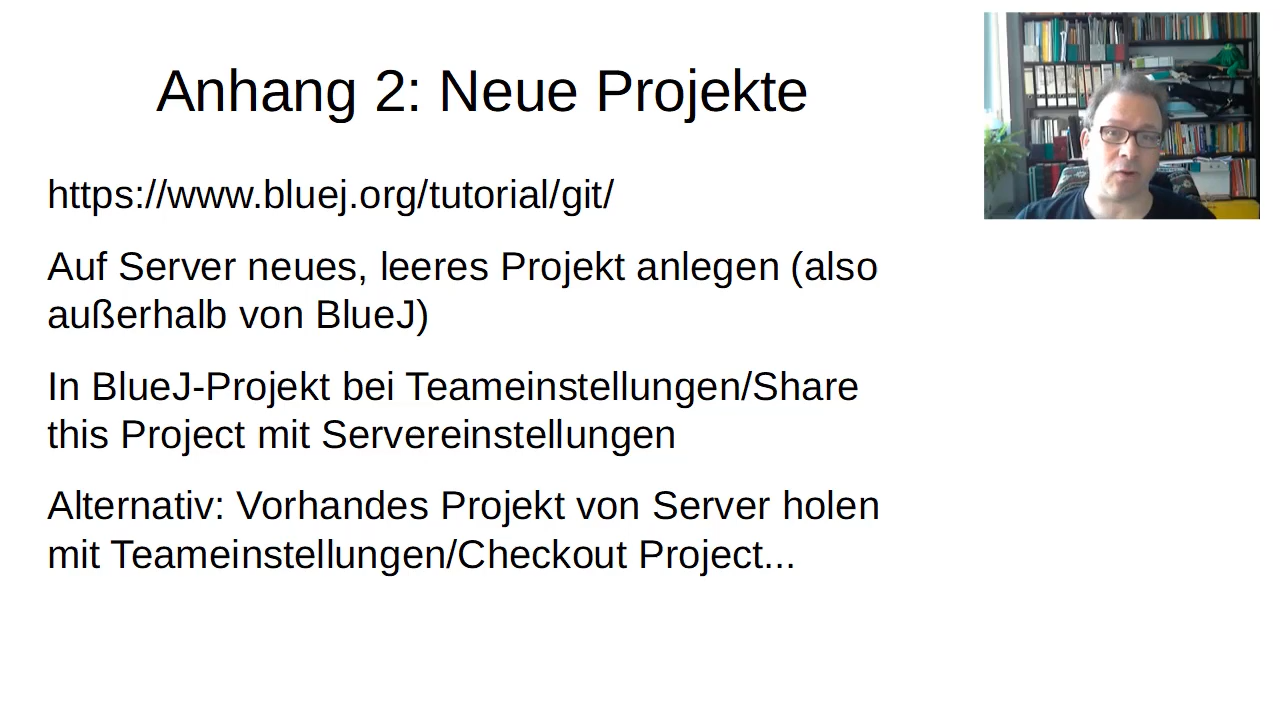 Anhang 2: Neue Projekte
https://www.bluej.org/tutorial/git/
Auf Server neues, leeres Projekt anlegen (also
außerhalb von BlueJ)
In BlueJ-Projekt bei Teameinstellungen/Share
this Project mit Servereinstellungen
Alternativ: Vorhandes Projekt von Server holen
mit Teameinstellungen/Checkout Project...